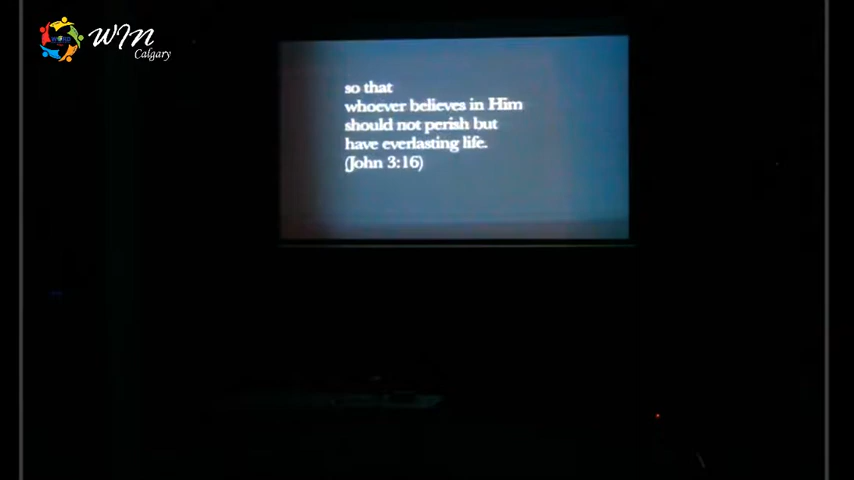 WIN
Calgary
so that
whoever believes in Him
should not perish but
have everlasting life.
(John 3:16)